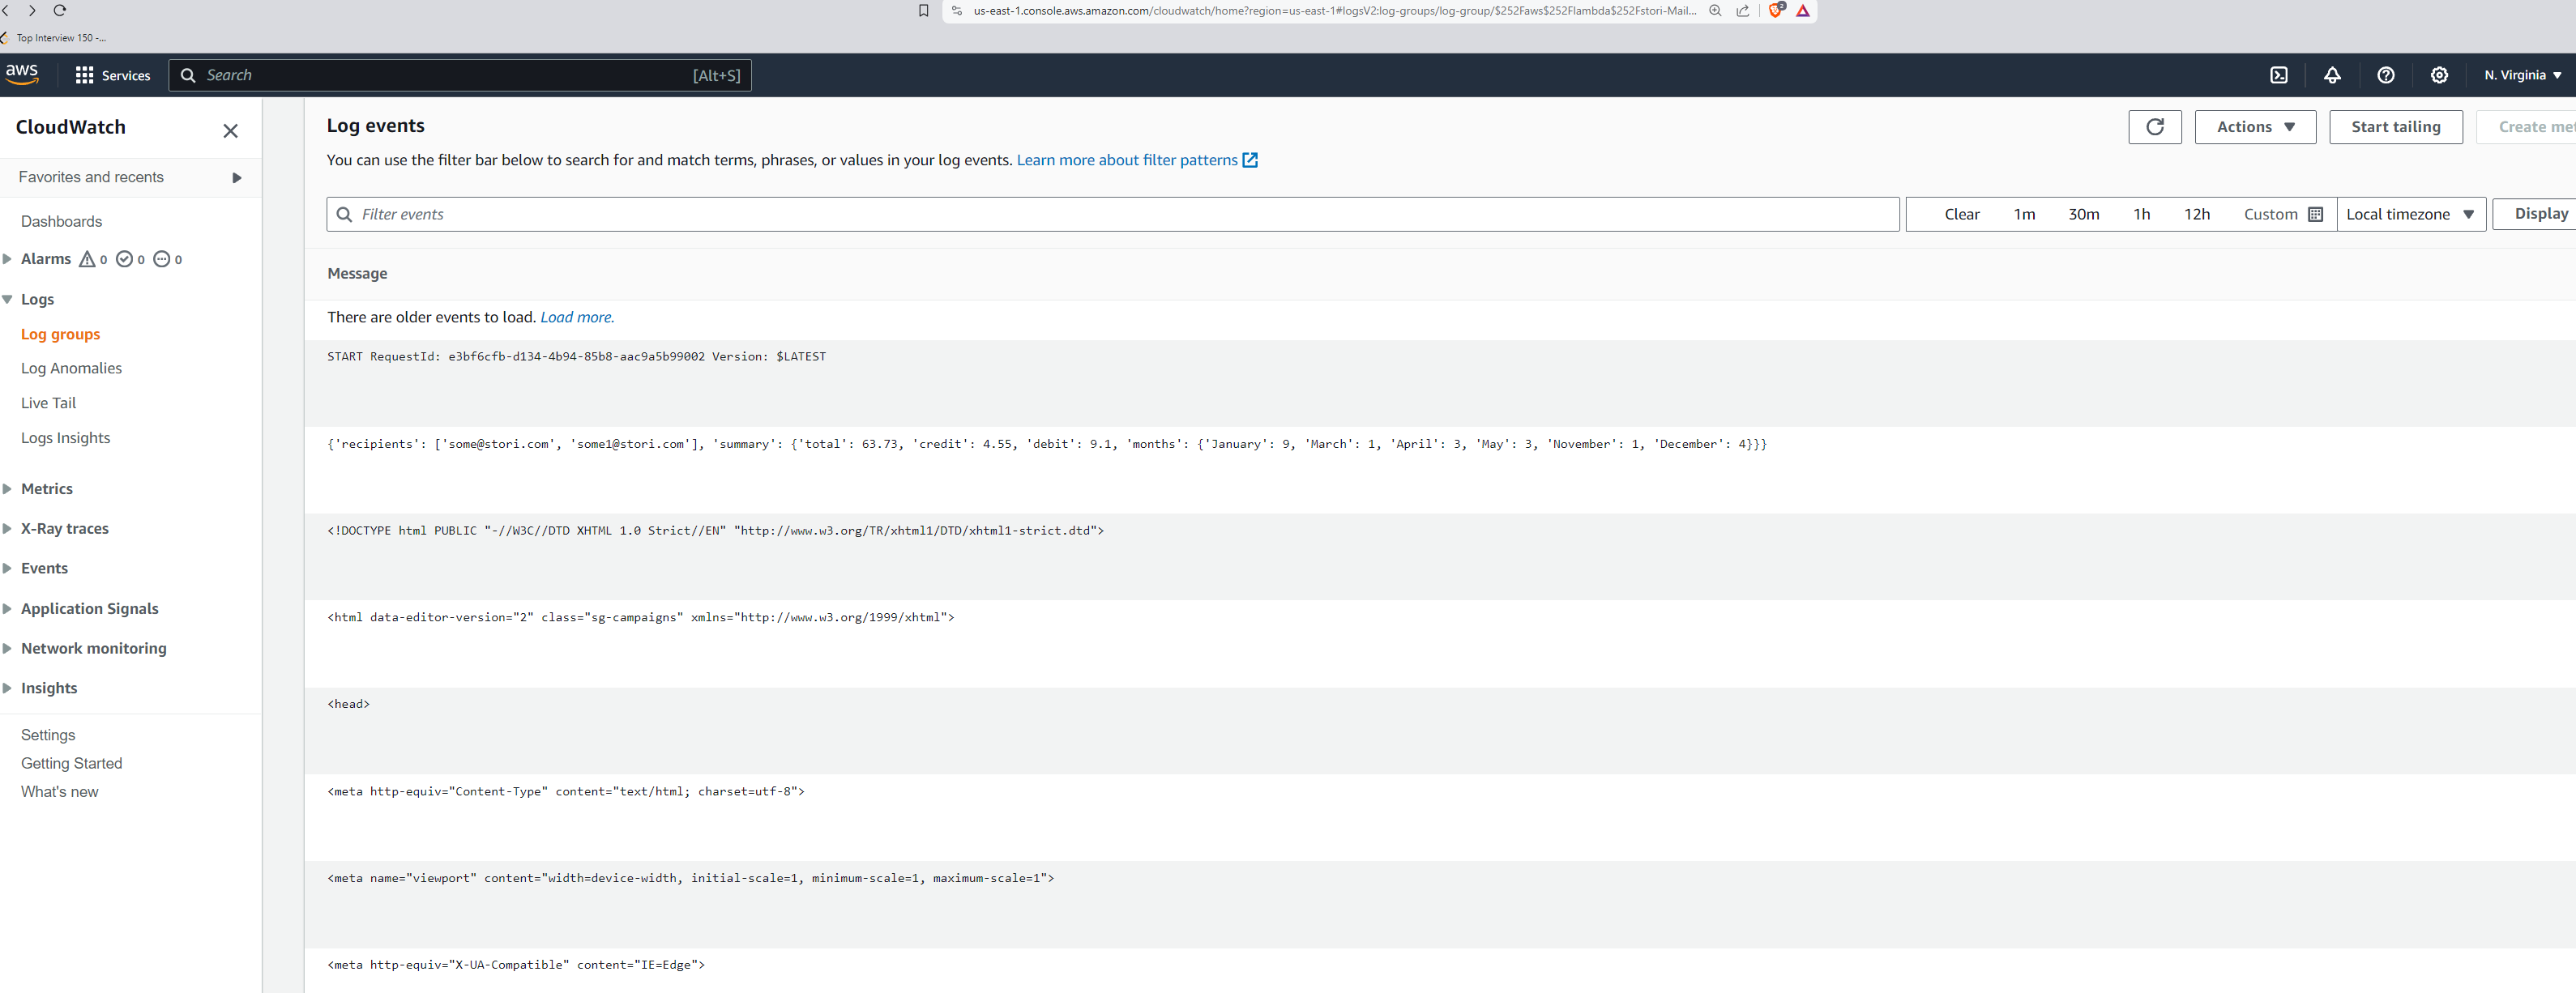 us-east-1.console.aws.amazon.com/cloudwatch/home?region=us-east-1#logsV2:log-groups/log-group/$252Faws$252Flambda$252Fstori-Mail...
2
Top Interview 150 -...
aws
Services
Search
[Alt+S]
N. Virginia
CloudWatch
Favorites and recents
Dashboards
Alarms 0 0 0
Logs
Log groups
Log Anomalies
Live Tail
Logs Insights
Metrics
X-Ray traces
Events
Application Signals
Network monitoring
Insights
Settings
Getting Started
What's new
Log events
Actions
Start tailing
Create met
You can use the filter bar below to search for and match terms, phrases, or values in your log events. Learn more about filter patterns
Filter events
Clear 1m 30m 1h 12h Custom
Local timezone
Display
Message
There are older events to load. Load more.
START RequestId: e3bf6cfb-d134-4b94-85b8-aac9a5b99002 Version: $LATEST
{'recipients': ['some@stori.com', 'some1@stori.com'], 'summary': {'total': 63.73, 'credit': 4.55, 'debit': 9.1, 'months': {'January': 9, 'March': 1, 'April': 3, 'May': 3, 'November': 1, 'December': 4}}}
<!DOCTYPE html PUBLIC "-//W3C//DTD XHTML 1.0 Strict//EN" "http://www.w3.org/TR/xhtml1/DTD/xhtml1-strict.dtd">
<html data-editor-version="2" class="sg-campaigns" xmlns="http://www.w3.org/1999/xhtml">
<head>
<meta http-equiv="Content-Type" content="text/html; charset=utf-8">
<meta name="viewport" content="width=device-width, initial-scale=1, minimum-scale=1, maximum-scale=1">
<meta http-equiv="X-UA-Compatible" content="IE=Edge">